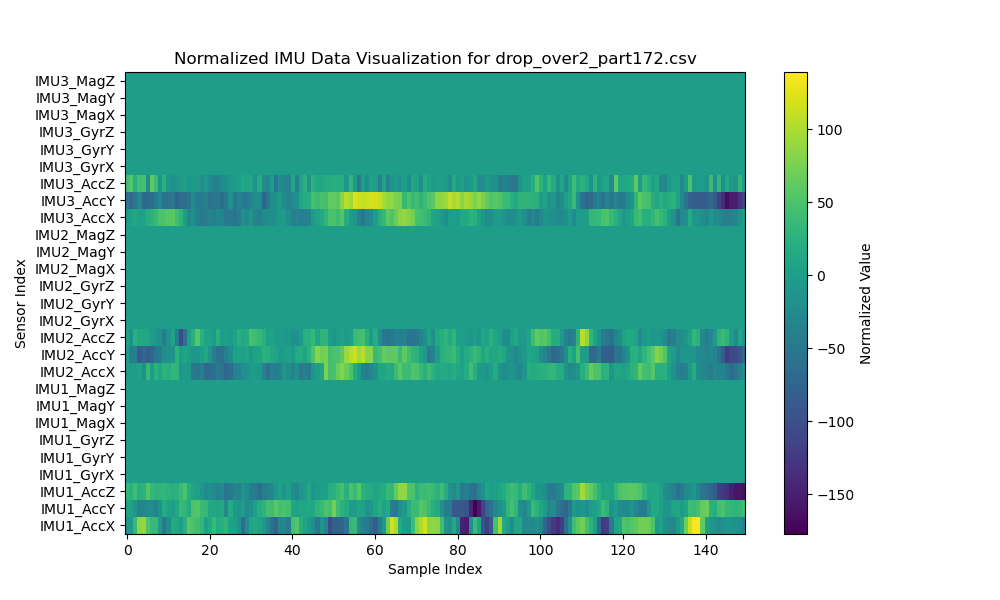 Normalized IMU Data Visualization for drop_over2_part172.csv
IMU3_MagZ
IMU3_MagY
IMU3_MagX
IMU3_GyrZ
IMU3_GyrY
IMU3_GyrX
IMU3_AccZ
IMU3_AccY
IMU3_AccX
IMU2_MagZ
IMU2_MagY
IMU2_MagX
IMU2_GyrZ
IMU2_GyrY
IMU2_GyrX
IMU2_AccZ
IMU2_AccY
IMU2_AccX
IMU1_MagZ
IMU1_MagY
IMU1_MagX
IMU1_GyrZ
IMU1_GyrY
IMU1_GyrX
IMU1_AccZ
IMU1_AccY
IMU1_AccX
Sensor Index
0 20 40 60 80 100 120 140
Sample Index
100
50
0
−50
−100
−150
Normalized Value